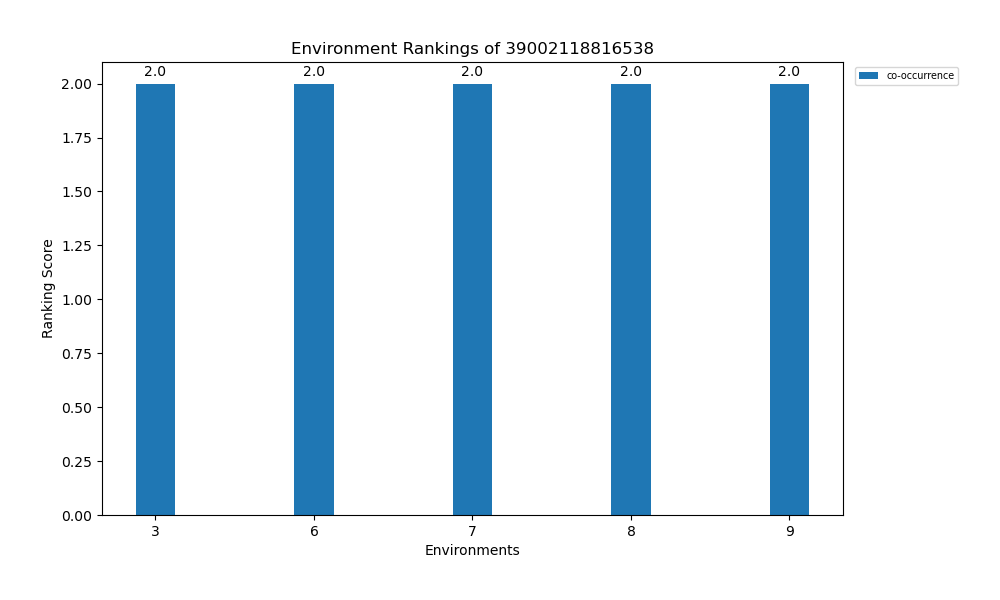 Environment Rankings of 39002118816538
2.0 2.0 2.0 2.0 2.0
co-occurrence
2.00
1.75
1.50
1.25
1.00
0.75
0.50
0.25
0.00
Ranking Score
3 6 7 8 9
Environments